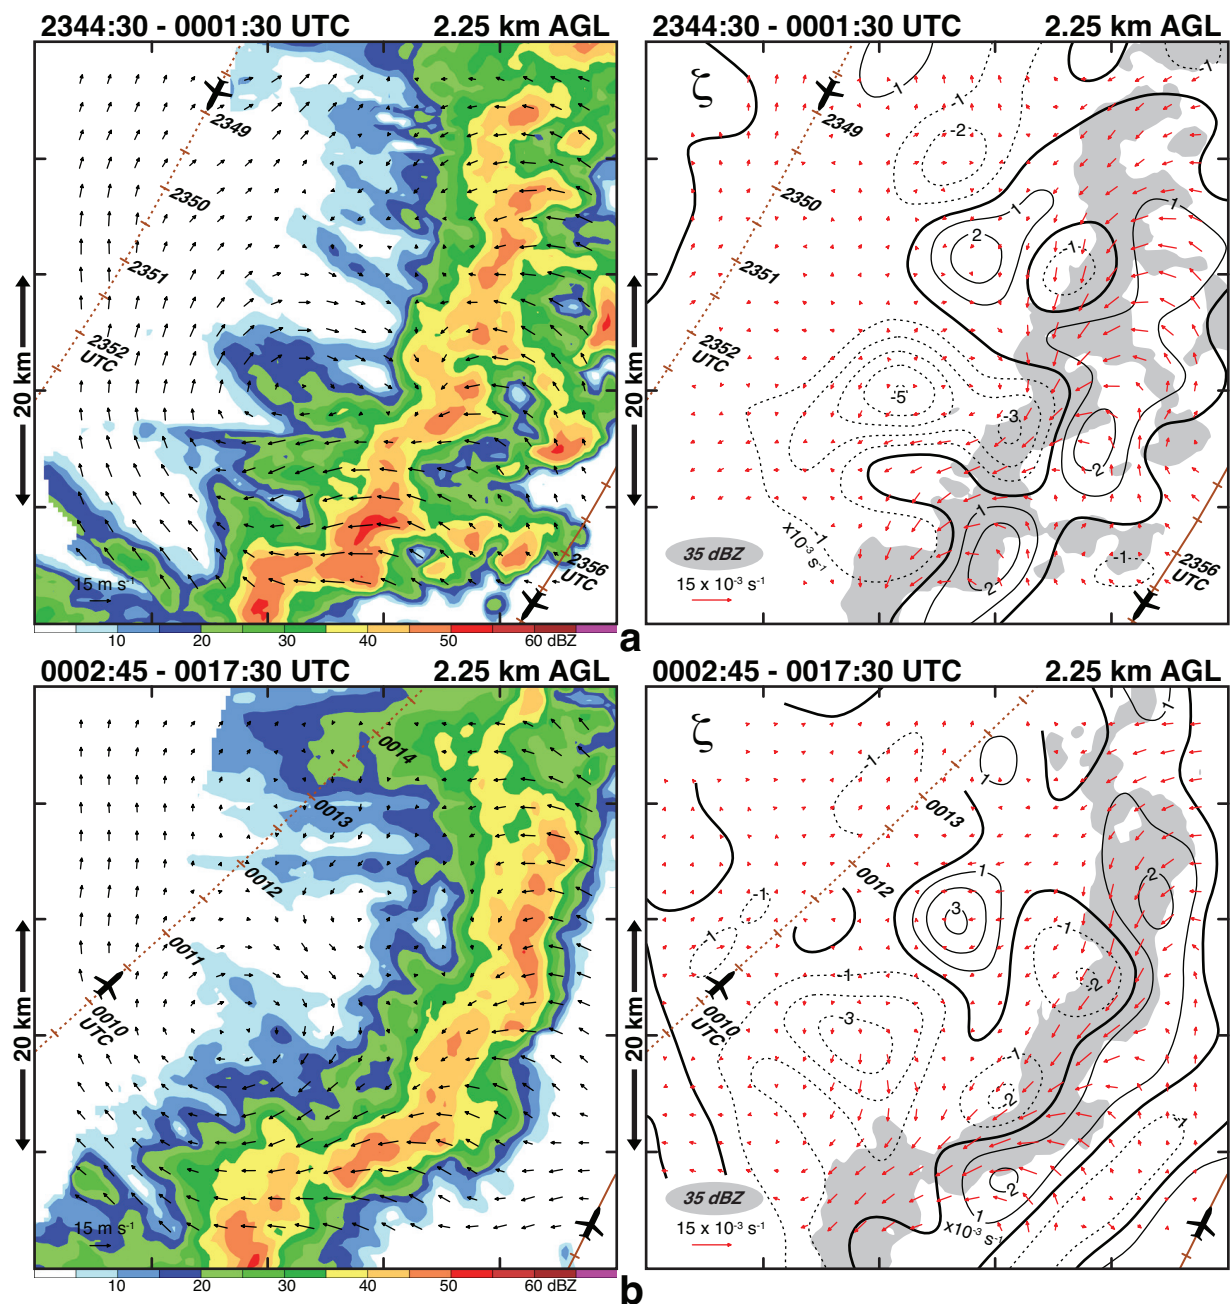 2344:30 - 0001:30 UTC 2.25 km AGL
2344:30 - 0001:30 UTC 2.25 km AGL
2349
2350
2351
2352
UTC
20 km
2356
UTC
15 m s-1
10 20 30 40 50 60 dBZ
ζ
2349
2350
2351
2352
UTC
20 km
2356
UTC
1
-1
-2
-1
1
2
1
-1
-5
-3
2
-1
x10-3 s-1
1
2
-1
35 dBZ
15 x 10-3 s-1
a
0002:45 - 0017:30 UTC 2.25 km AGL
0002:45 - 0017:30 UTC 2.25 km AGL
0014
0013
0012
0011
0010
UTC
20 km
15 m s-1
10 20 30 40 50 60 dBZ
ζ
0013
0012
0010
UTC
20 km
1
-1
1
1
3
2
-1
-1
-1
-2
-1
-3
-1
-2
-1
2
1
x10-3 s-1
35 dBZ
15 x 10-3 s-1
b